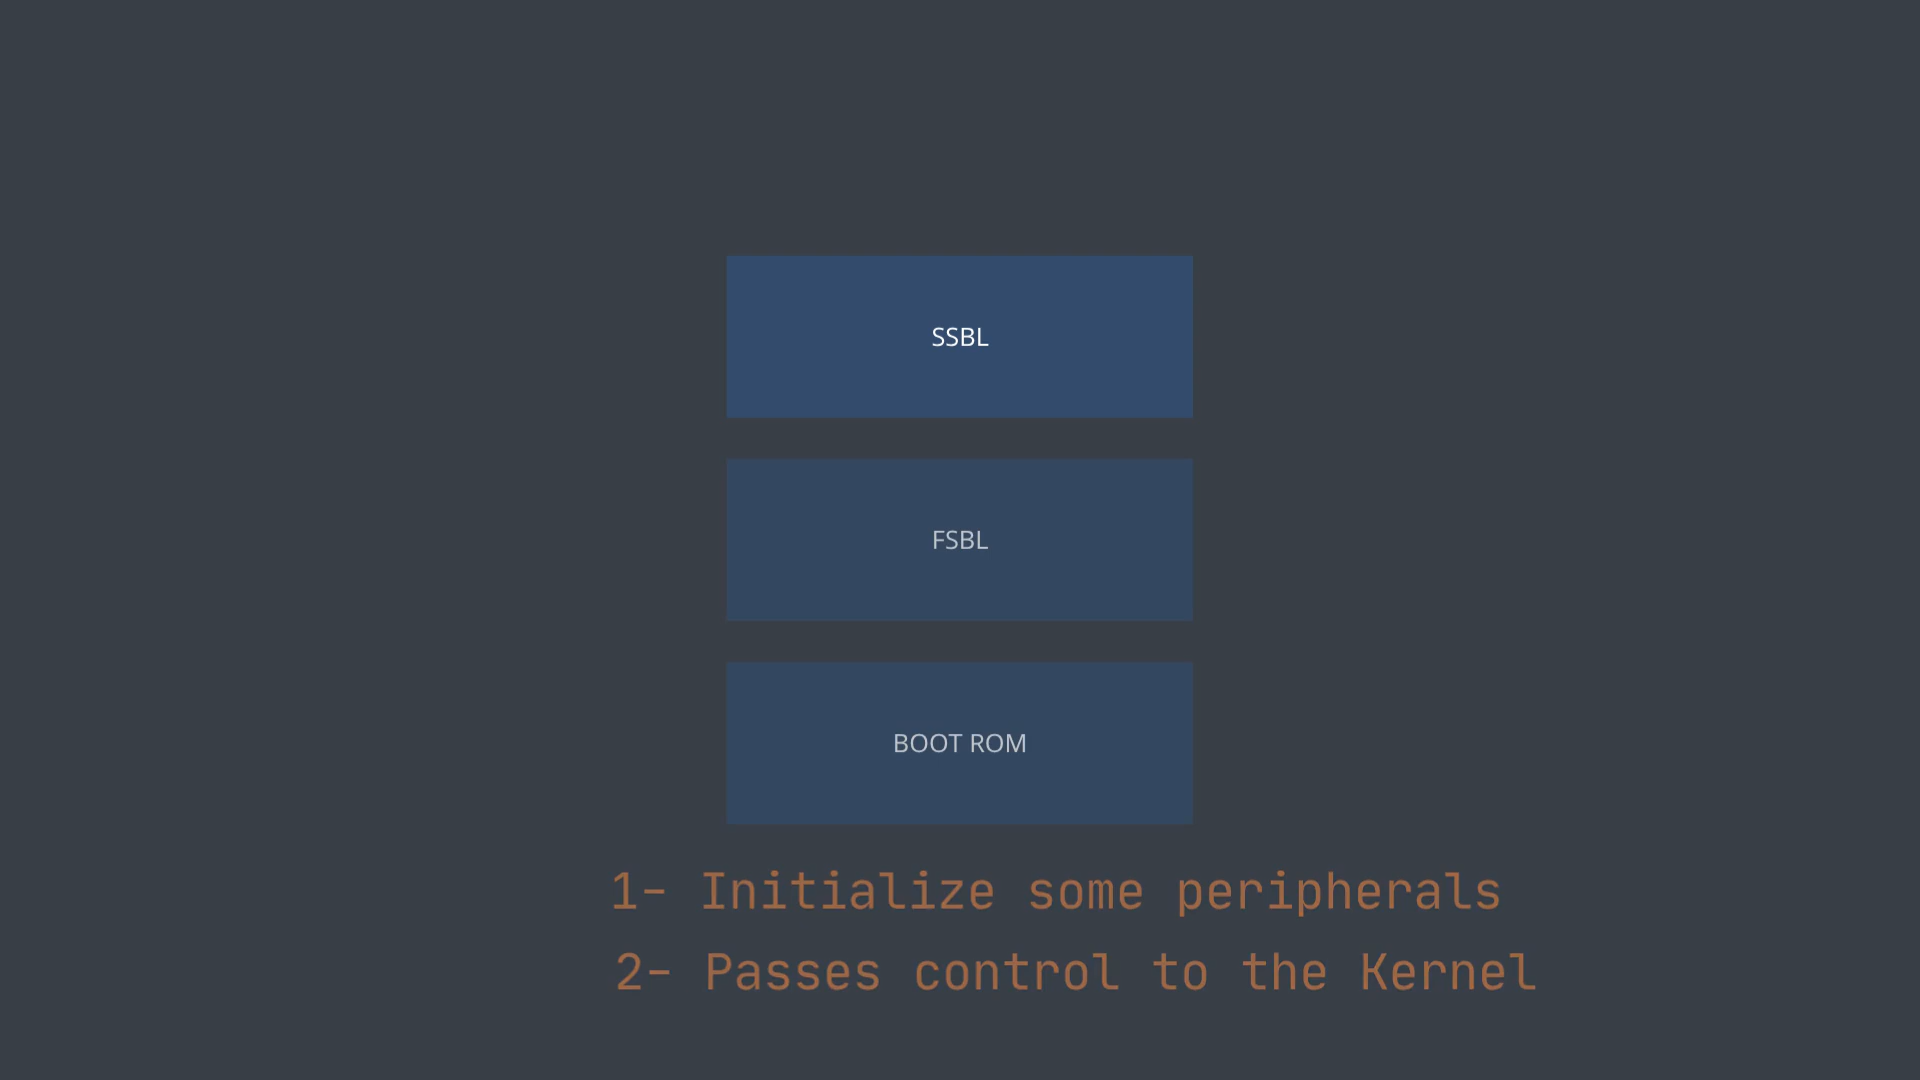 SSBL
FSBL
BOOT ROM
1- Initialize some peripherals
2- Passes control to the Kernel